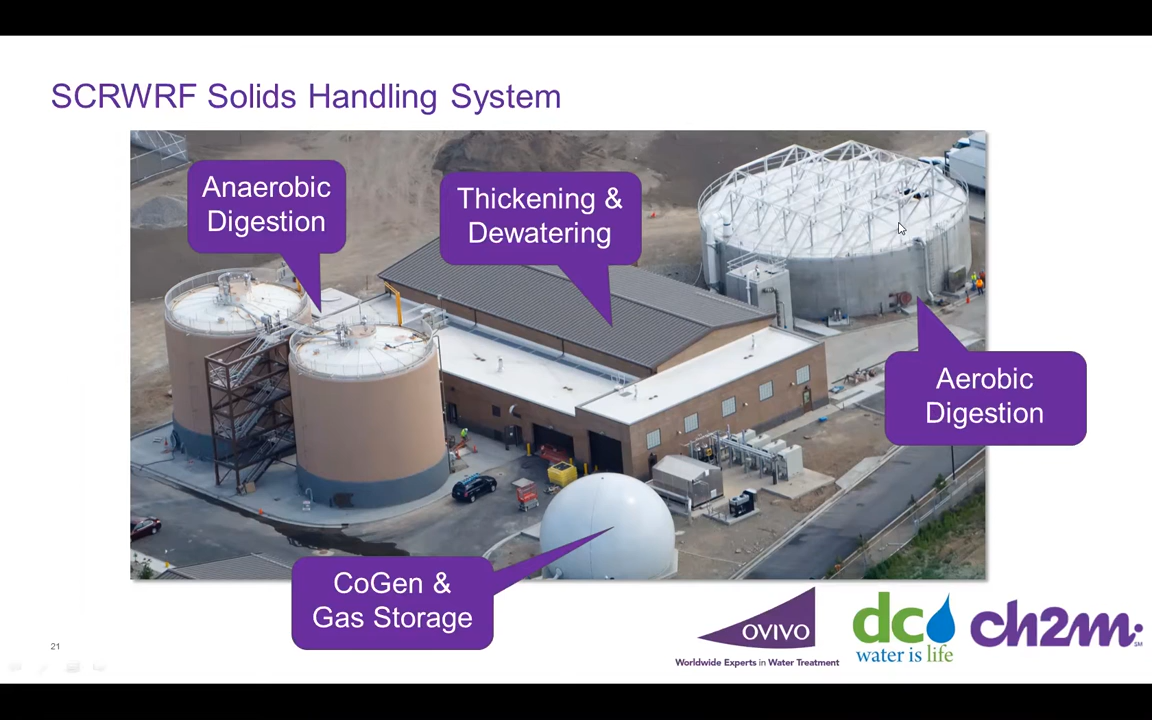 SCRWRF Solids Handling System
Anaerobic
Digestion
Thickening &
Dewatering
Aerobic
Digestion
CoGen &
Gas Storage
21
OVIVO
Worldwide Experts in Water Treatment
dc
water is life
ch2m
SM